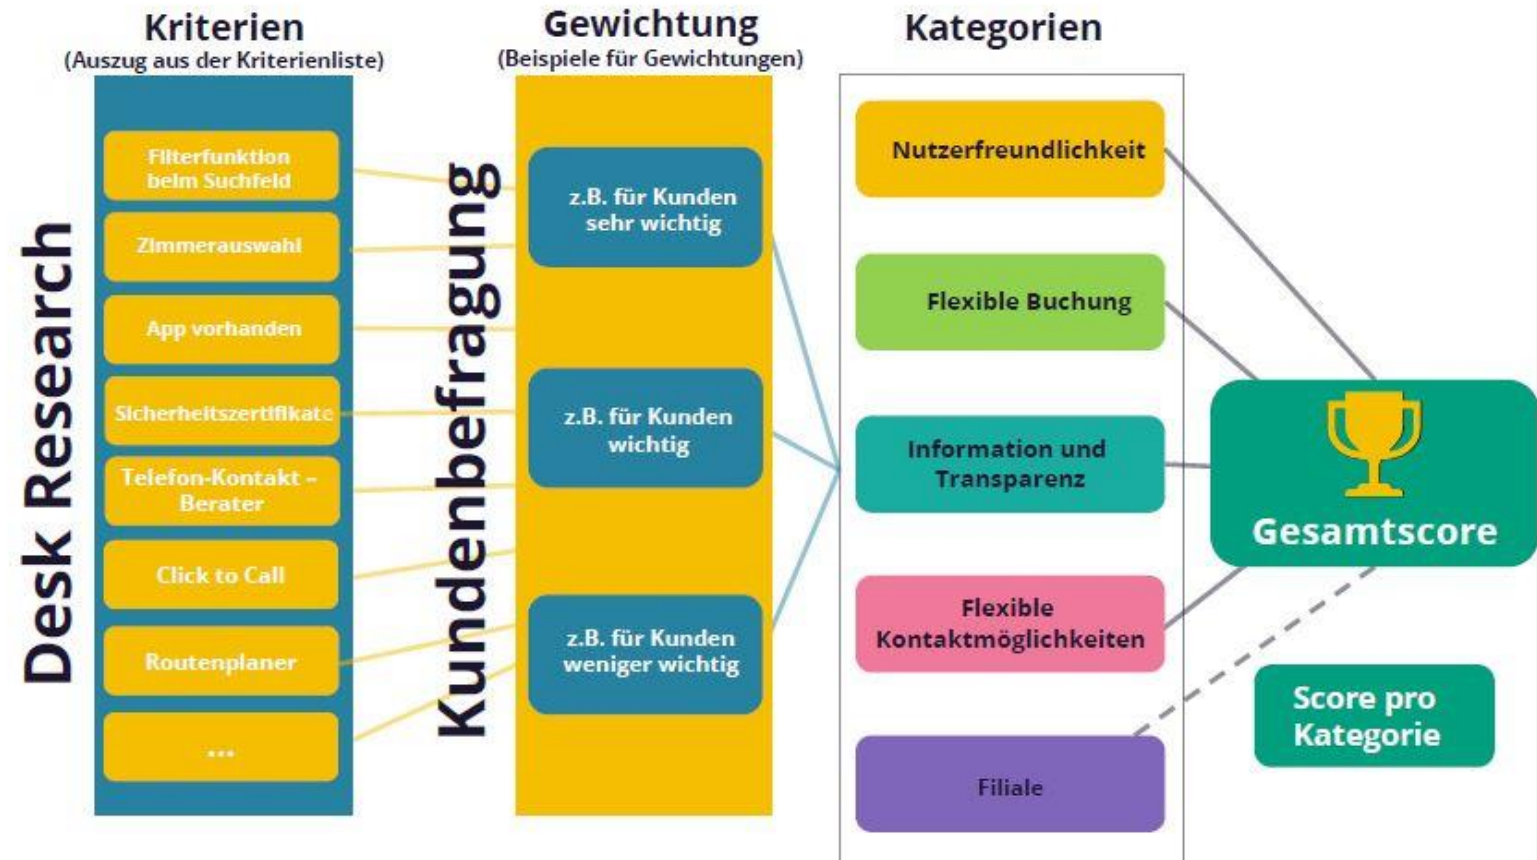 Kriterien
(Auszug aus der Kriterienliste)
Desk Research
Filterfunktion
beim Suchfeld
Zimmerauswahl
App vorhanden
Sicherheitszertifikate
Telefon-Kontakt –
Berater
Click to Call
Routenplaner
...
Gewichtung
(Beispiele für Gewichtungen)
Kundenbefragung
z.B. für Kunden
sehr wichtig
z.B. für Kunden
wichtig
z.B. für Kunden
weniger wichtig
Kategorien
Nutzerfreundlichkeit
Flexible Buchung
Information und
Transparenz
Flexible
Kontaktmöglichkeiten
Filiale
Gesamtscore
Score pro
Kategorie